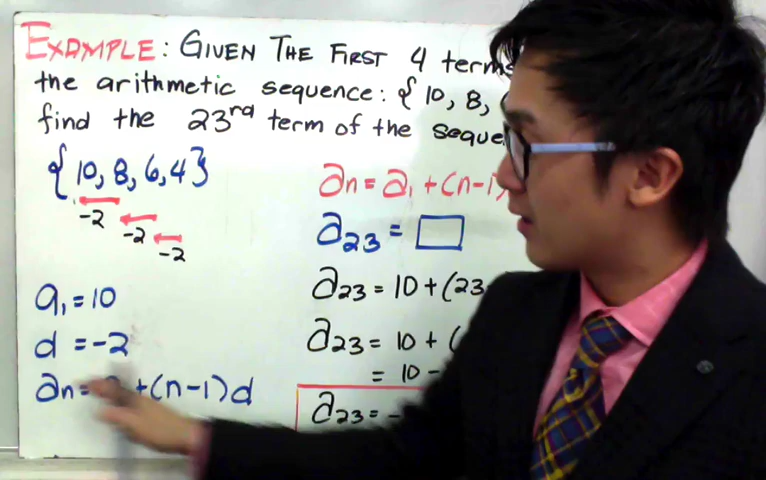 EXAMPLE: GIVEN THE FIRST 4 terms
the arithmetic sequence: { 10, 8,
find the 23rd term of the seque
{10, 8, 6, 4}
-2
-2
-2
a1 = 10
d = -2
an = +(n-1)d
an = a1 + (n-1)
a23 = 
a23 = 10 + (23
a23 = 10 + (
= 10 -
a23 = -